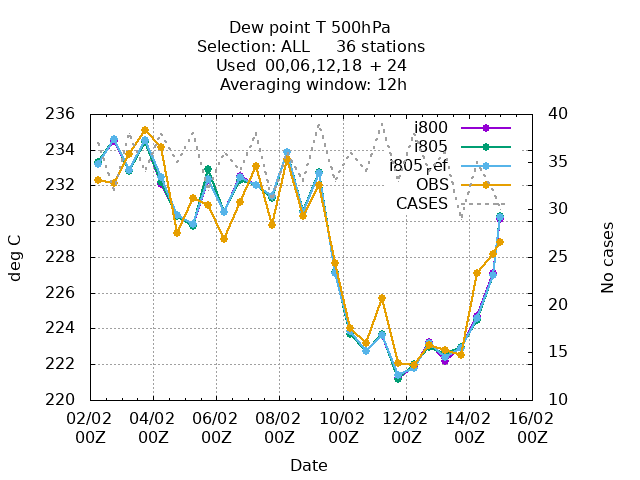 Dew point T 500hPa
Selection: ALL 36 stations
Used 00,06,12,18 + 24
Averaging window: 12h
236
234
232
230
228
226
224
222
220
deg C
40
35
30
25
20
15
10
No cases
i800
i805
i805_ref
OBS
CASES
02/02 04/02 06/02 08/02 10/02 12/02 14/02 16/02
00Z 00Z 00Z 00Z 00Z 00Z 00Z 00Z
Date